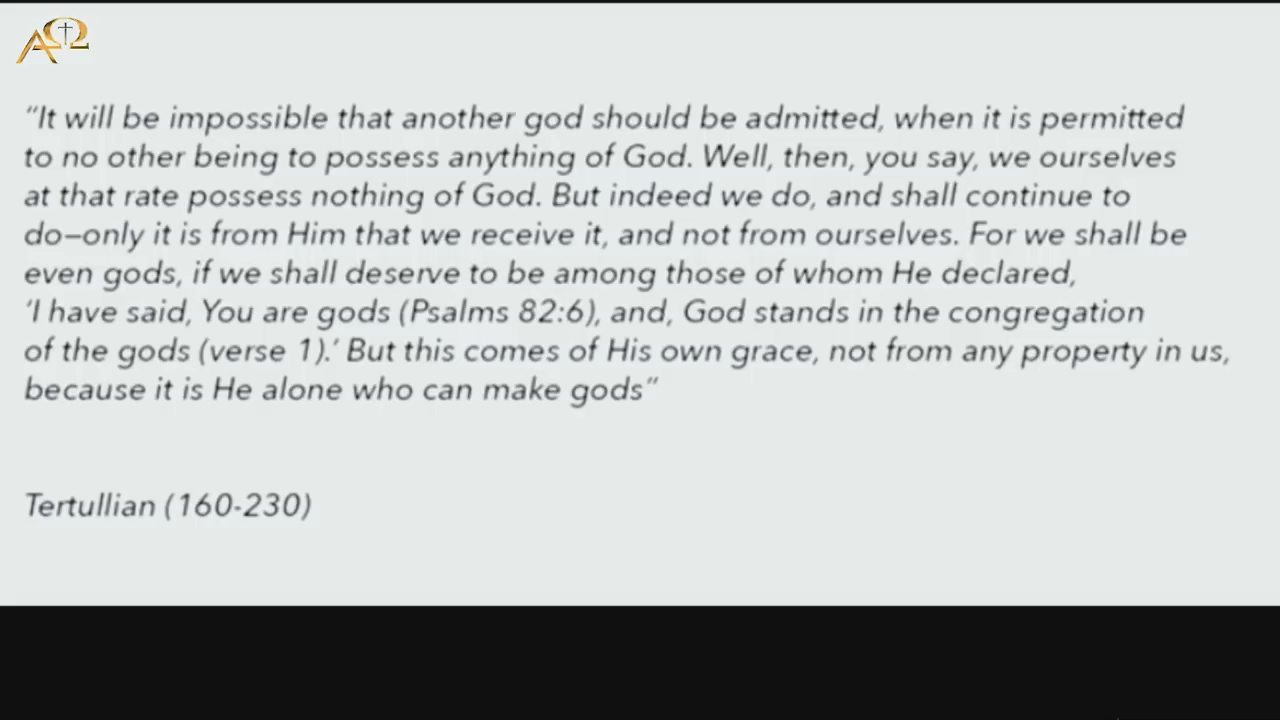 ΑΩ
“It will be impossible that another god should be admitted, when it is permitted
to no other being to possess anything of God. Well, then, you say, we ourselves
at that rate possess nothing of God. But indeed we do, and shall continue to
do—only it is from Him that we receive it, and not from ourselves. For we shall be
even gods, if we shall deserve to be among those of whom He declared,
‘I have said, You are gods (Psalms 82:6), and, God stands in the congregation
of the gods (verse 1).’ But this comes of His own grace, not from any property in us,
because it is He alone who can make gods”
Tertullian (160-230)